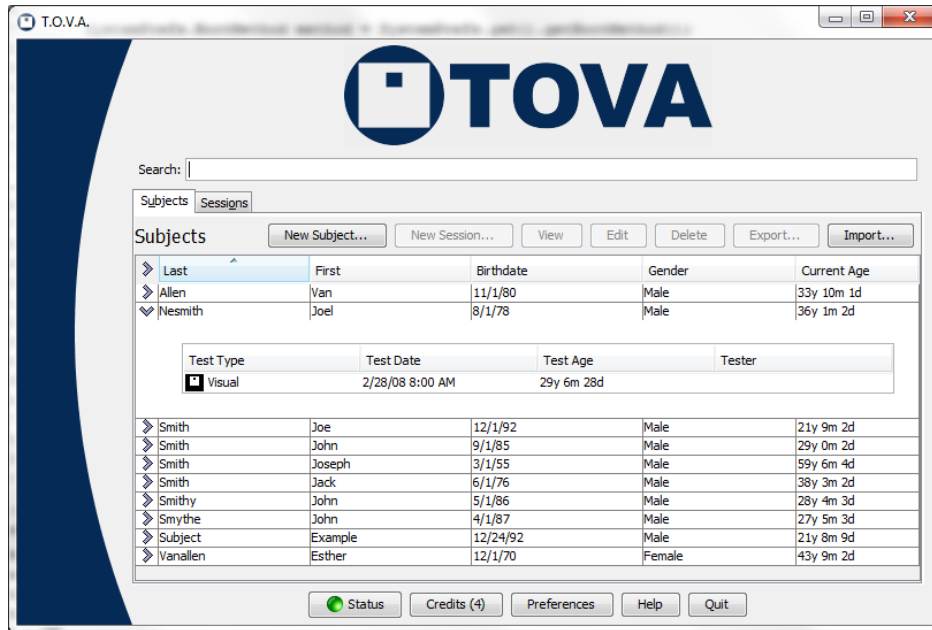 T.O.V.A.
TOVA
Search:
Subjects Sessions
Subjects New Subject... New Session... View Edit Delete Export... Import...
Last First Birthdate Gender Current Age
Allen Van 11/1/80 Male 33y 10m 1d
Nesmith Joel 8/1/78 Male 36y 1m 2d
Test Type Test Date Test Age Tester
Visual 2/28/08 8:00 AM 29y 6m 28d
Smith Joe 12/1/92 Male 21y 9m 2d
Smith John 9/1/85 Male 29y 0m 2d
Smith Joseph 3/1/55 Male 59y 6m 4d
Smith Jack 6/1/76 Male 38y 3m 2d
Smithy John 5/1/86 Male 28y 4m 3d
Smythe John 4/1/87 Male 27y 5m 3d
Subject Example 12/24/92 Male 21y 8m 9d
Vanallen Esther 12/1/70 Female 43y 9m 2d
Status Credits (4) Preferences Help Quit